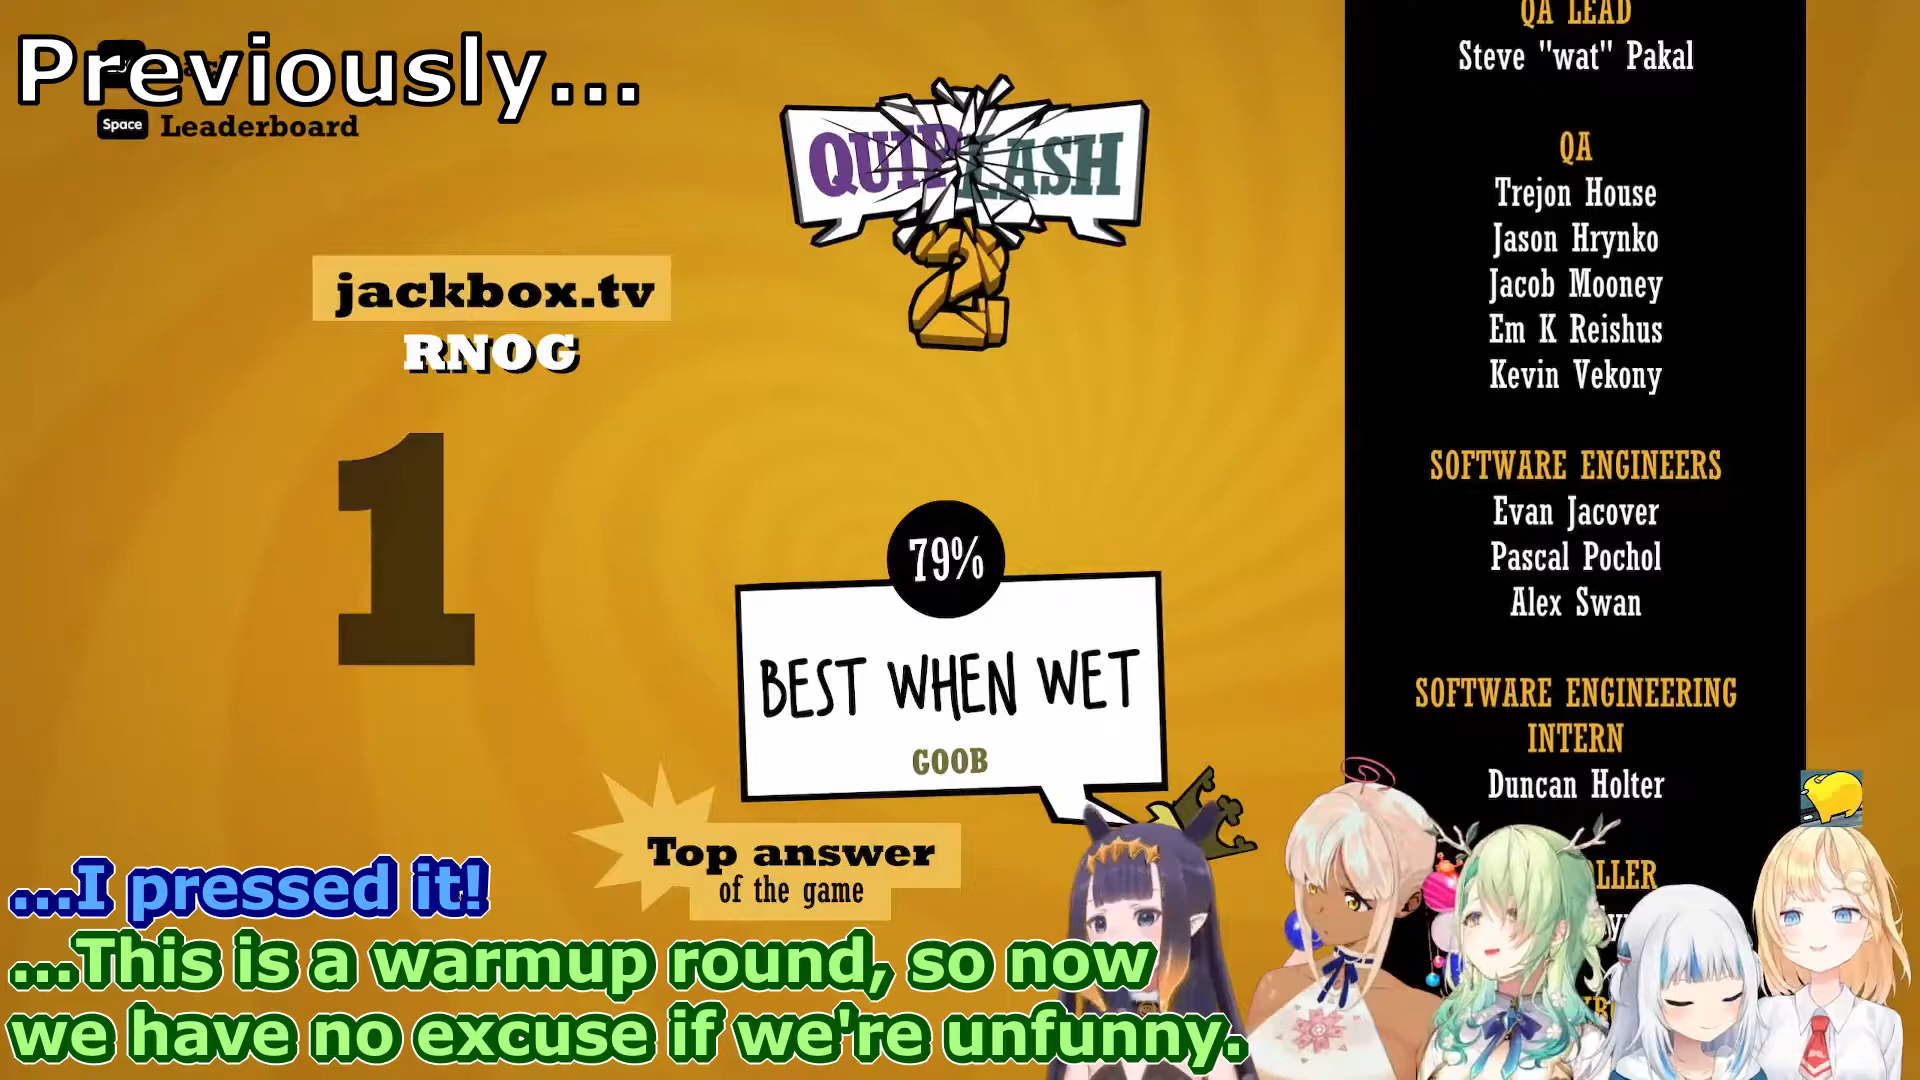 Previously...
Space Leaderboard
QUIPLASH
2
jackbox.tv
RNOG
1
79%
BEST WHEN WET
GOOB
Top answer
of the game
QA LEAD
Steve "wat" Pakal
QA
Trejon House
Jason Hrynko
Jacob Mooney
Em K Reishus
Kevin Vekony
SOFTWARE ENGINEERS
Evan Jacover
Pascal Pochol
Alex Swan
SOFTWARE ENGINEERING
INTERN
Duncan Holter
...I pressed it!
...This is a warmup round, so now
we have no excuse if we're unfunny.